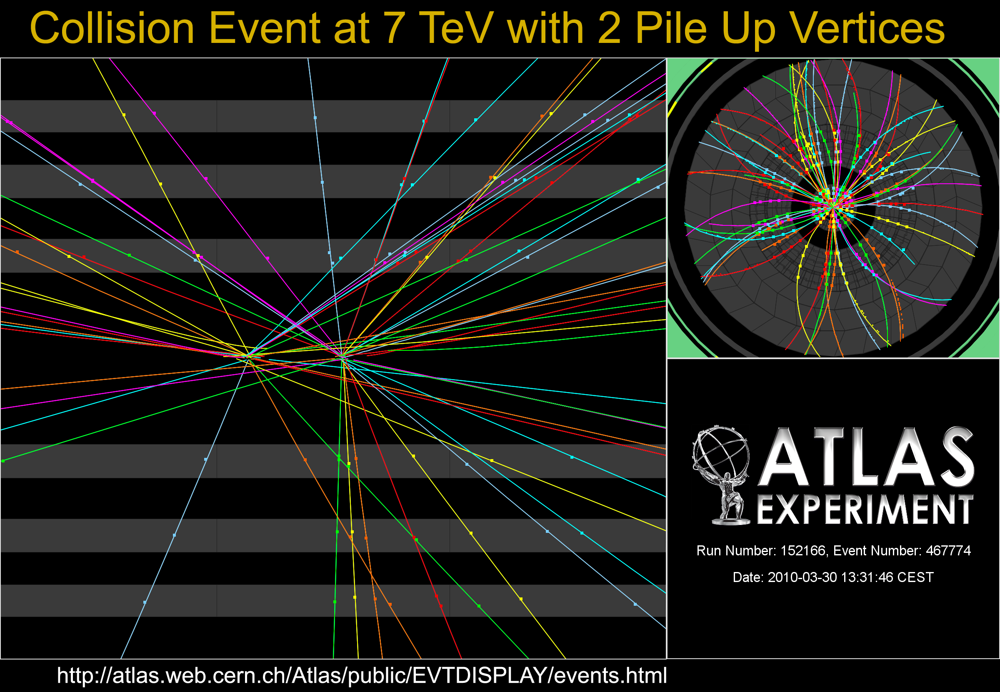 Collision Event at 7 TeV with 2 Pile Up Vertices
ATLAS
EXPERIMENT
Run Number: 152166, Event Number: 467774
Date: 2010-03-30 13:31:46 CEST
http://atlas.web.cern.ch/Atlas/public/EVTDISPLAY/events.html